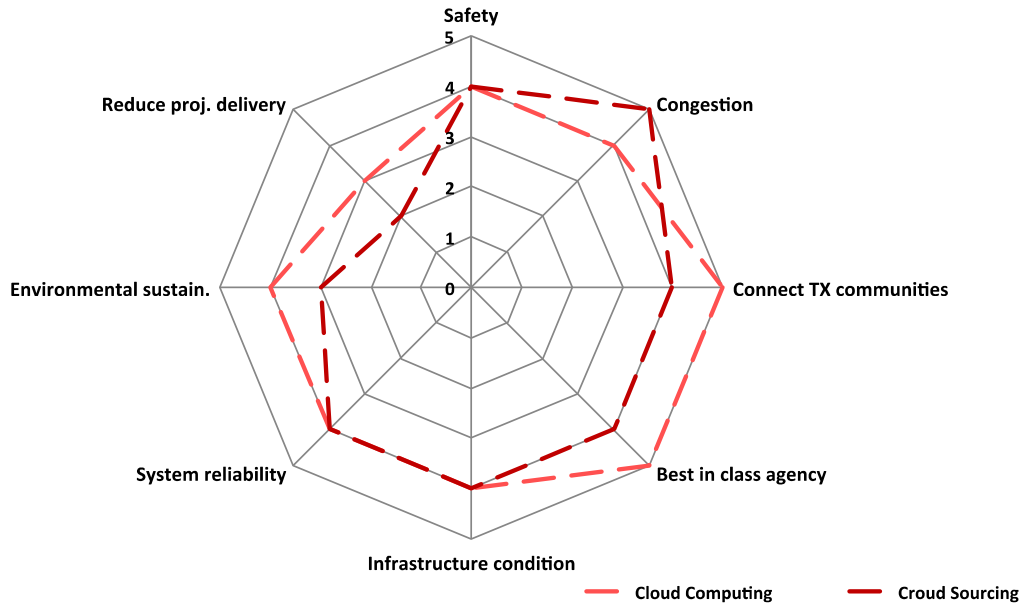 Safety
5
Reduce proj. delivery
Congestion
4
3
2
1
Environmental sustain.
0
Connect TX communities
System reliability
Best in class agency
Infrastructure condition
Cloud Computing
Croud Sourcing